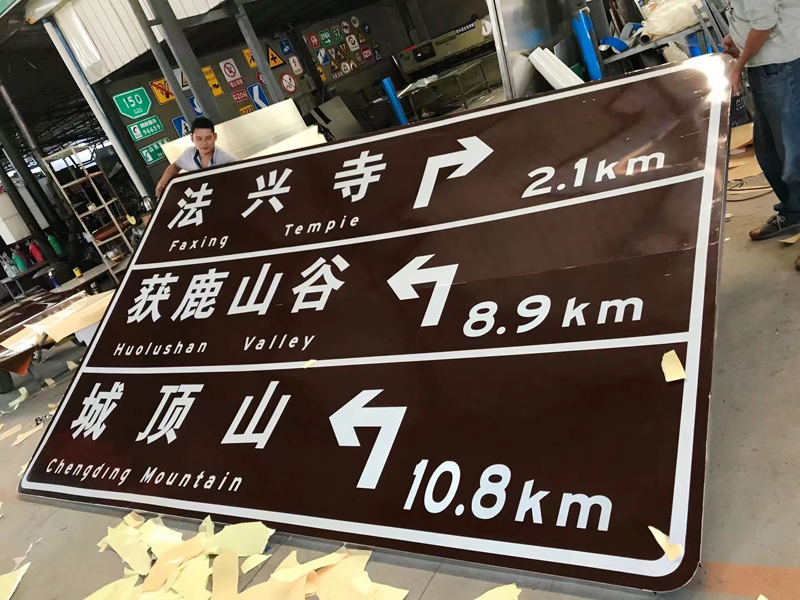 法兴寺 2.1km
Faxing Tempie
获鹿山谷 8.9km
Huolushan Valley
城顶山 10.8km
Chengding Mountain
150